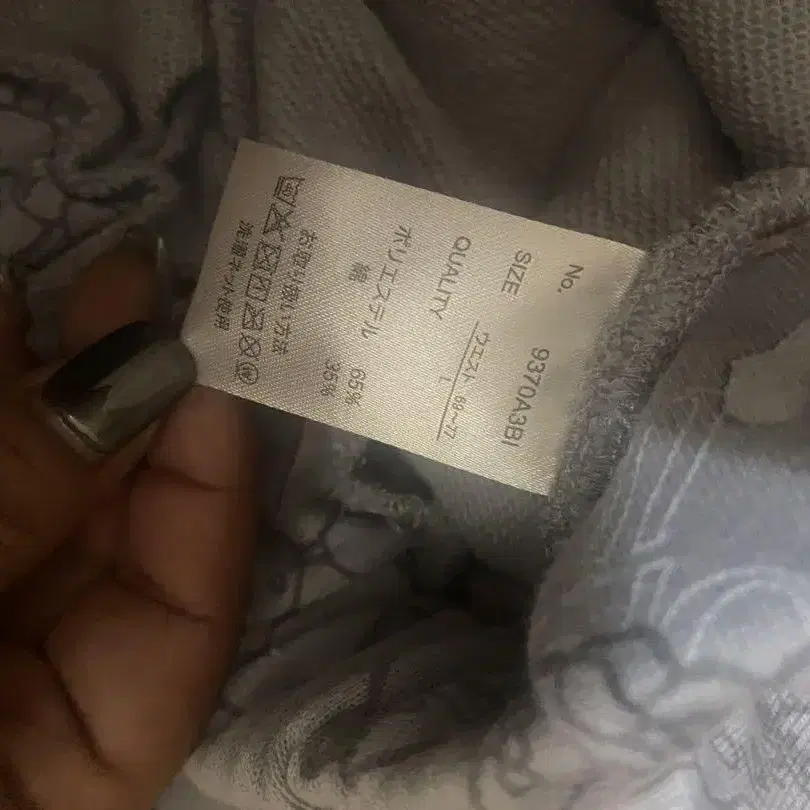 No. 9370A3BI
SIZE ウエスト 69～77
L
QUALITY
ポリエステル 65%
綿 35%
お取り扱い方法
洗濯ネット使用